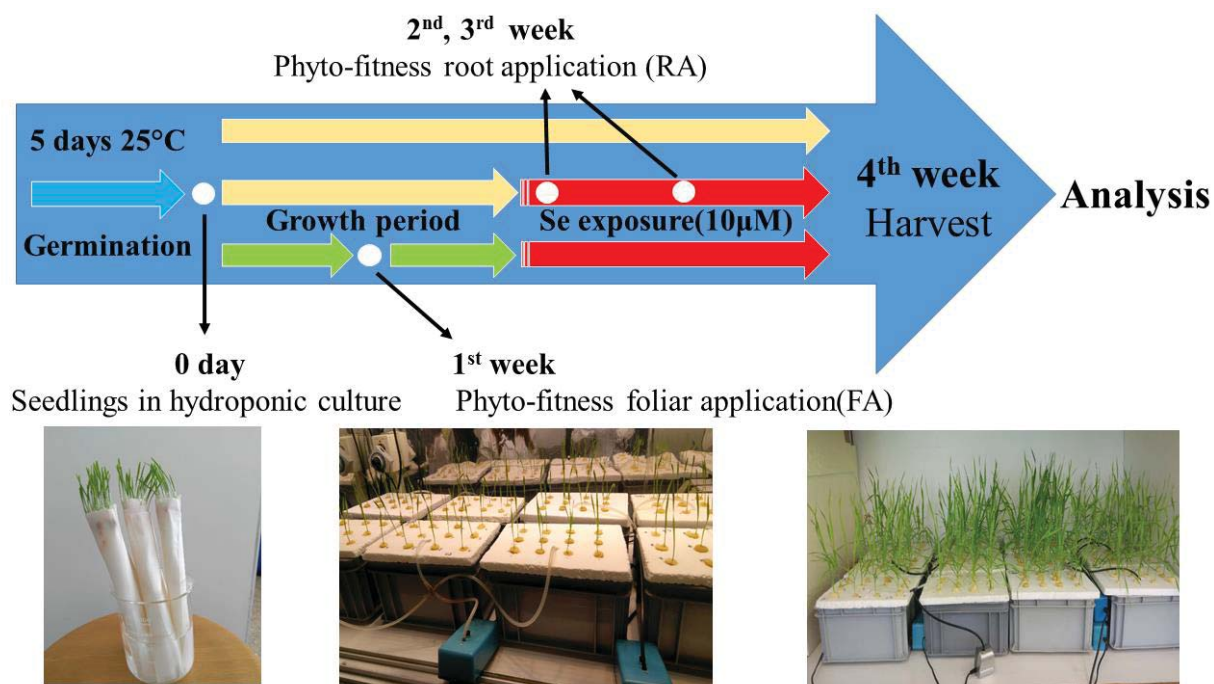 2nd, 3rd week
Phyto-fitness root application (RA)
5 days 25°C
Germination
Growth period
Se exposure(10µM)
4th week
Harvest
Analysis
0 day
Seedlings in hydroponic culture
1st week
Phyto-fitness foliar application(FA)